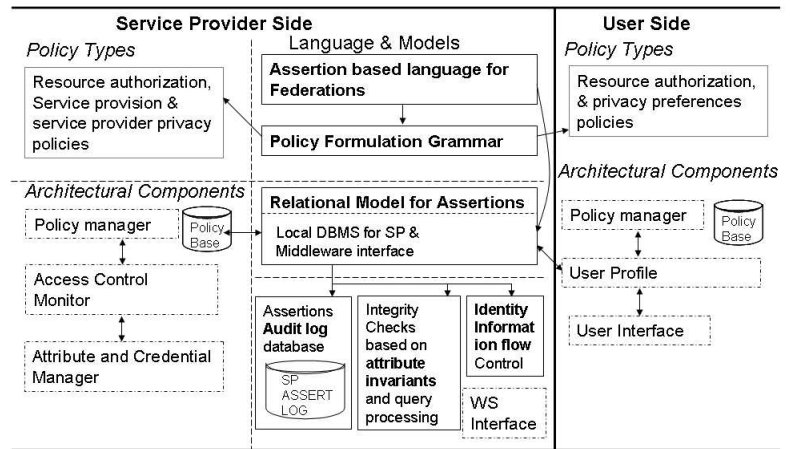 Service Provider Side
User Side
Policy Types
Language & Models
Policy Types
Resource authorization,
Service provision &
service provider privacy
policies
Assertion based language for
Federations
Policy Formulation Grammar
Resource authorization,
& privacy preferences
policies
Architectural Components
Policy manager
Policy
Base
Access Control
Monitor
Attribute and Credential
Manager
Relational Model for Assertions
Local DBMS for SP &
Middleware interface
Assertions
Audit log
database
SP
ASSERT
LOG
Integrity
Checks
based on
attribute
invariants
and query
processing
Identity
Informat
ion flow
Control
WS
Interface
Architectural Components
Policy manager
Policy
Base
User Profile
User Interface